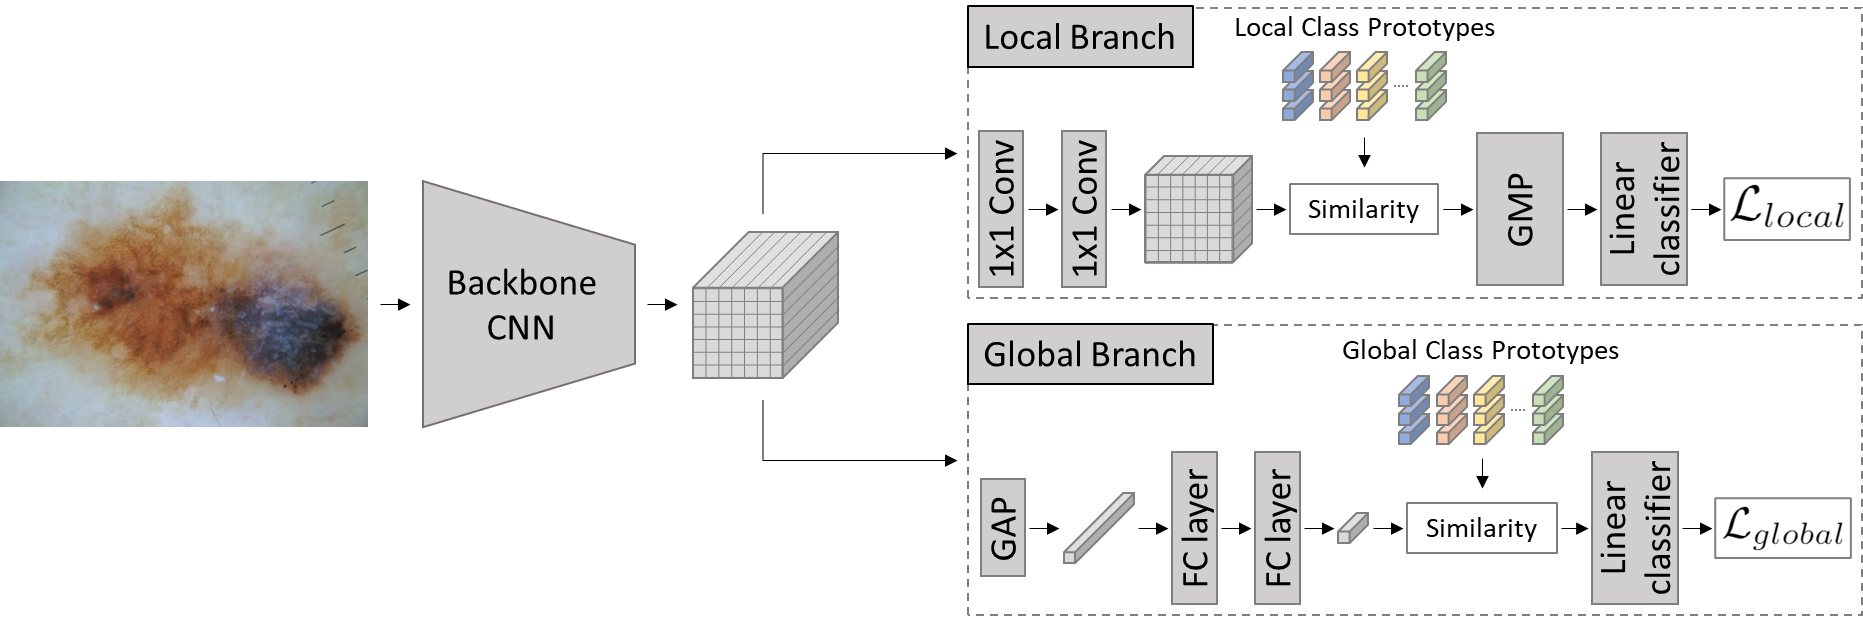 Local Branch
Local Class Prototypes
1x1 Conv
1x1 Conv
Similarity
GMP
Linear
classifier
ℒlocal
Backbone
CNN
Global Branch
Global Class Prototypes
GAP
FC layer
FC layer
Similarity
Linear
classifier
ℒglobal